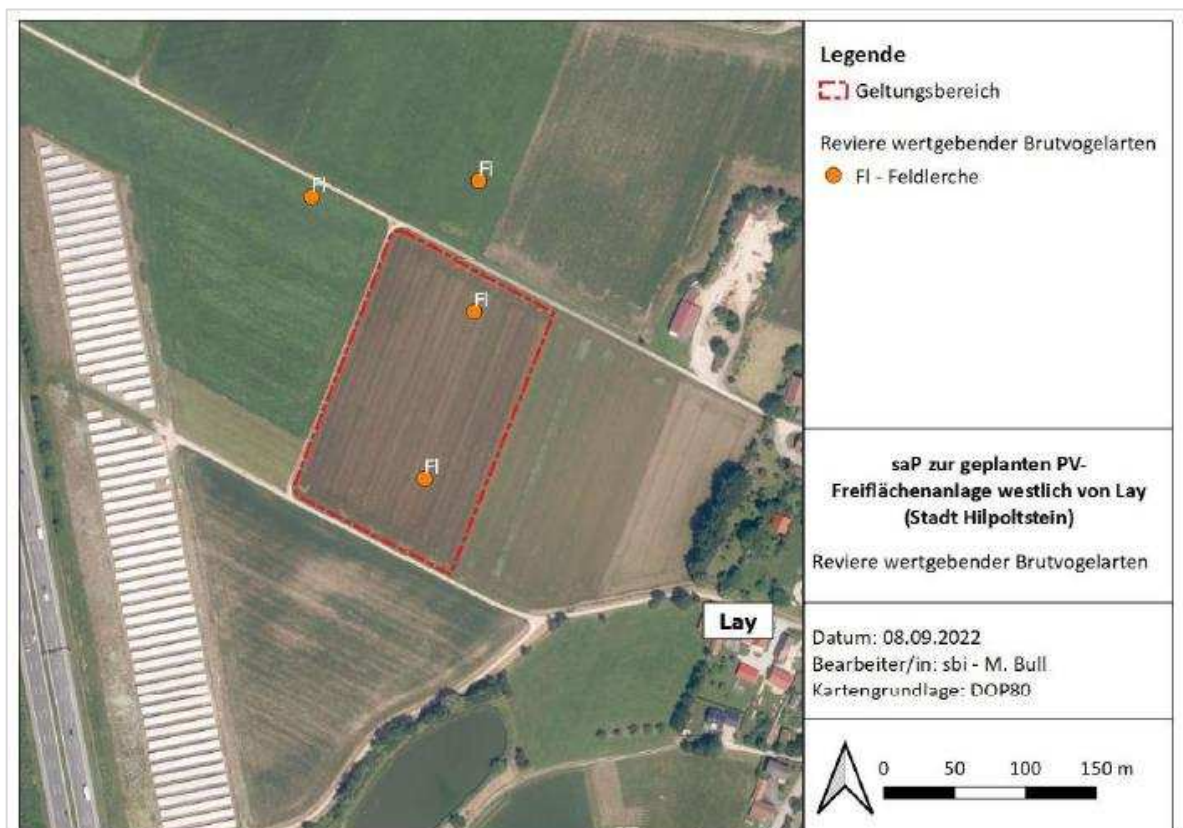 Legende
Geltungsbereich
Reviere wertgebender Brutvogelarten
Fl - Feldlerche
Fl
Fl
Fl
Fl
Lay
saP zur geplanten PV-
Freiflächenanlage westlich von Lay
(Stadt Hilpoltstein)
Reviere wertgebender Brutvogelarten
Datum: 08.09.2022
Bearbeiter/in: sbi - M. Bull
Kartengrundlage: DOP80
0 50 100 150 m